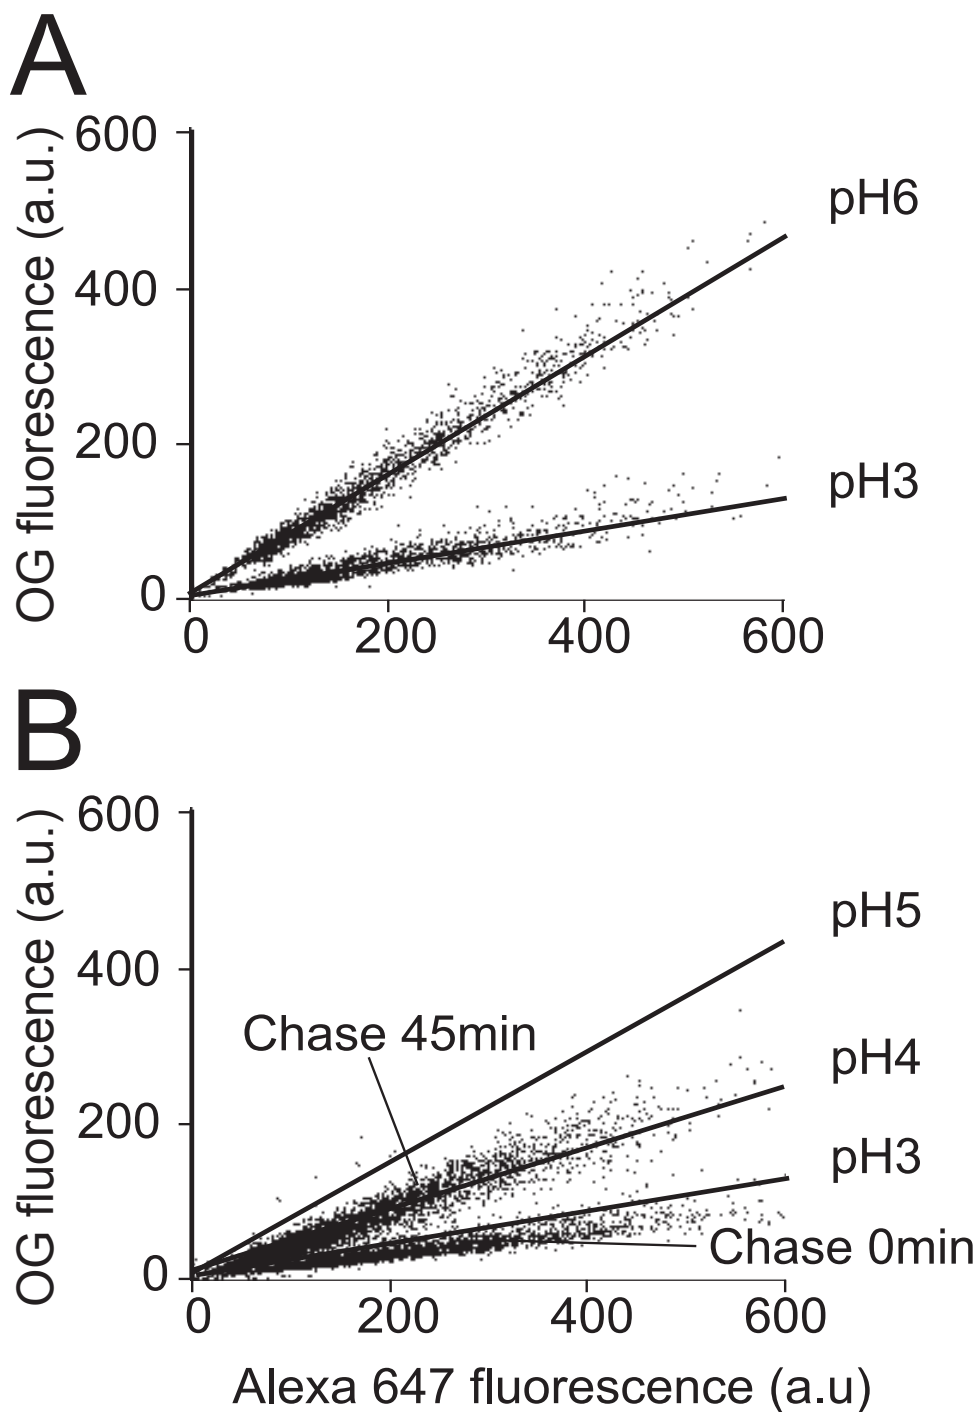 A
OG fluorescence (a.u.)
600
400
200
0
pH6
pH3
0 200 400 600
B
OG fluorescence (a.u.)
600
400
200
0
pH5
Chase 45min
pH4
pH3
Chase 0min
0 200 400 600
Alexa 647 fluorescence (a.u)